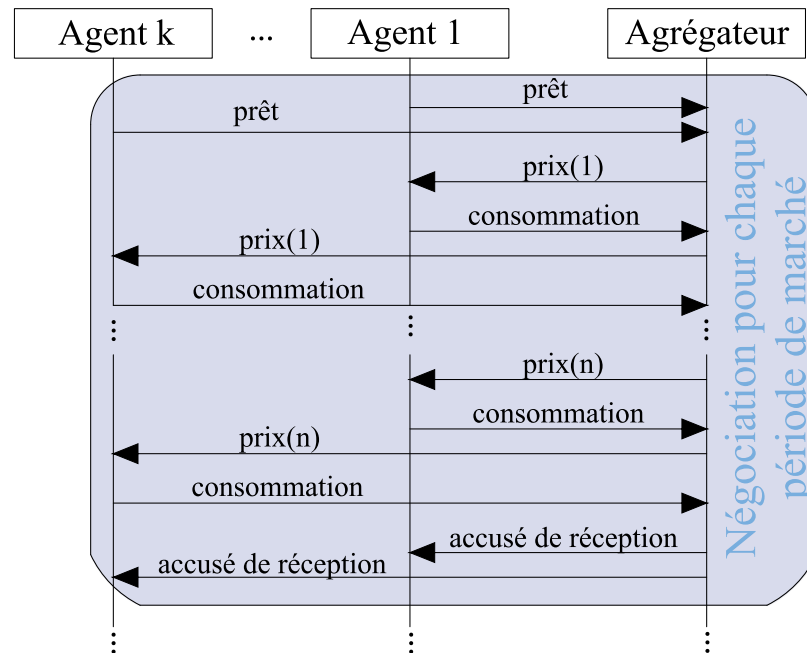 Agent k
...
Agent 1
Agrégateur
prêt
prêt
prix(1)
consommation
prix(1)
consommation
prix(n)
consommation
prix(n)
consommation
accusé de réception
accusé de réception
Négociation pour chaque
période de marché